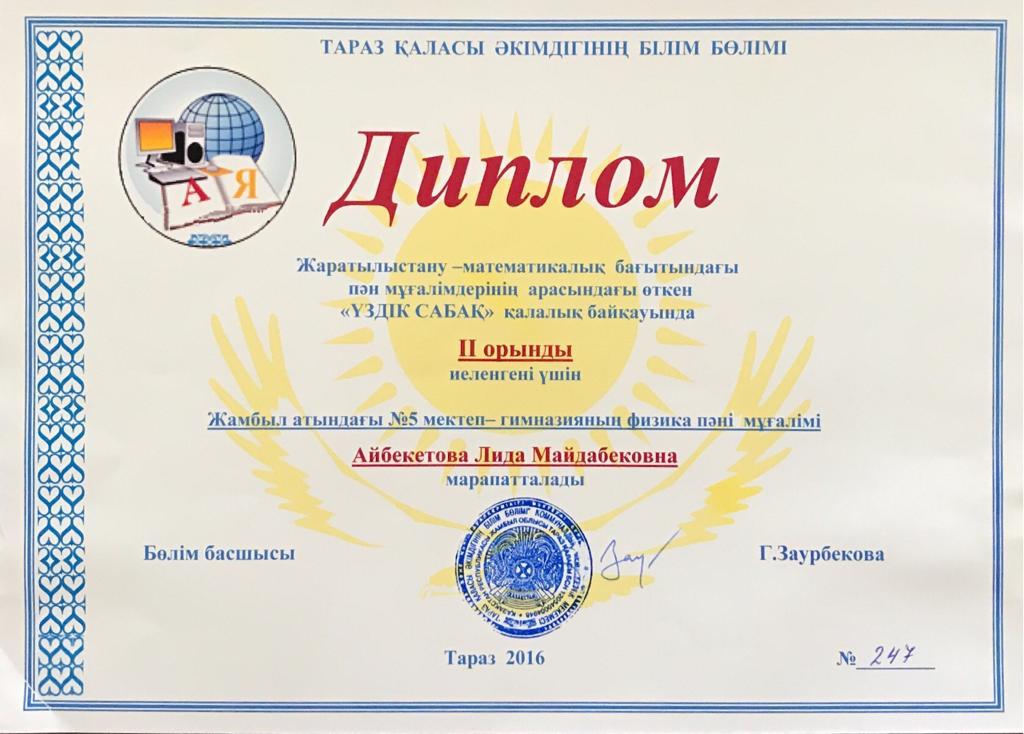 ТАРАЗ ҚАЛАСЫ ӘКІМДІГІНІҢ БІЛІМ БӨЛІМІ
А Я
Диплом
Жаратылыстану –математикалық бағытындағы
пән мұғалімдерінің арасындағы өткен
«ҮЗДІК САБАҚ» қалалық байқауында
ІІ орынды
иеленгені үшін
Жамбыл атындағы №5 мектеп– гимназияның физика пәні мұғалімі
Айбекетова Лида Майдабековна
марапатталады
Бөлім басшысы
Г.Заурбекова
Тараз 2016
№ 247